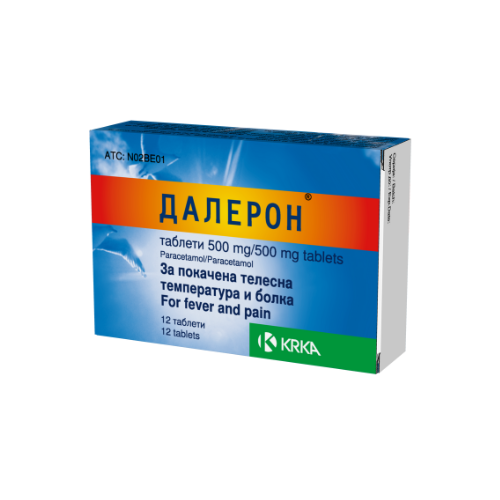 ATC: N02BE01
ДАЛЕРОН®
таблети 500 mg/500 mg tablets
Paracetamol/Paracetamol
За покачена телесна
температура и болка
For fever and pain
12 таблети
12 tablets
KRKA